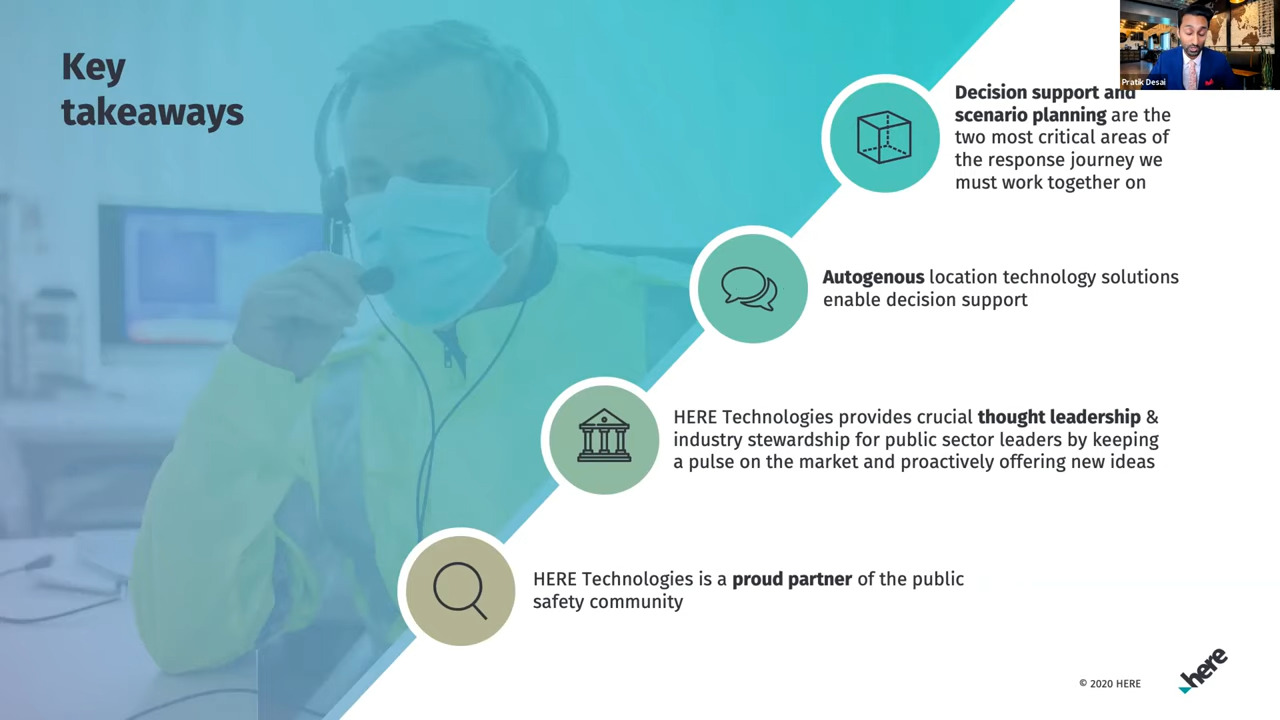 Key
takeaways
Pratik Desai
Decision support and
scenario planning are the
two most critical areas of
the response journey we
must work together on
Autogenous location technology solutions
enable decision support
HERE Technologies provides crucial thought leadership &
industry stewardship for public sector leaders by keeping
a pulse on the market and proactively offering new ideas
HERE Technologies is a proud partner of the public
safety community
© 2020 HERE
here